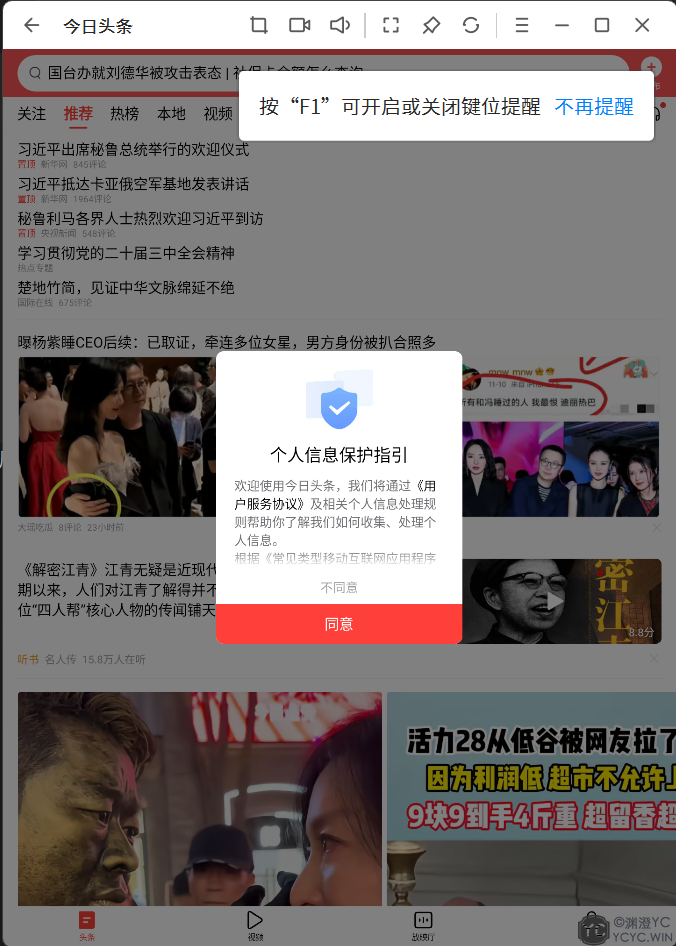 今日头条
国台办就刘德华被攻击表态 | 社保卡金额怎么查询
按“F1”可开启或关闭键位提醒 不再提醒
关注 推荐 热榜 本地 视频
习近平出席秘鲁总统举行的欢迎仪式
置顶 新华网 845评论
习近平抵达卡亚俄空军基地发表讲话
置顶 新华网 1964评论
秘鲁利马各界人士热烈欢迎习近平到访
置顶 央视新闻 548评论
学习贯彻党的二十届三中全会精神
热点专题
楚地竹简，见证中华文脉绵延不绝
国际在线 675评论
曝杨紫睡CEO后续：已取证，牵连多位女星，男方身份被扒合照多
mnw_mnw
11-10 来自
所有和冯睡过的人 我最恨 迪丽热巴
大瑶吃瓜 8评论 23小时前
个人信息保护指引
欢迎使用今日头条，我们将通过《用
户服务协议》及相关个人信息处理规
则帮助你了解我们如何收集、处理个
人信息。
根据《常见类型移动互联网应用程序
不同意
同意
《解密江青》江青无疑是近现代
期以来，人们对江青了解得并不
位“四人帮”核心人物的传闻铺天
密
江
8.8分
听书 名人传 15.8万人在听
活力28从低谷被网友拉了
因为利润低 超市不允许上
9块9到手4斤重 超留香超
头条
视频
放映厅
©渊澄YC
YCYC.WIN